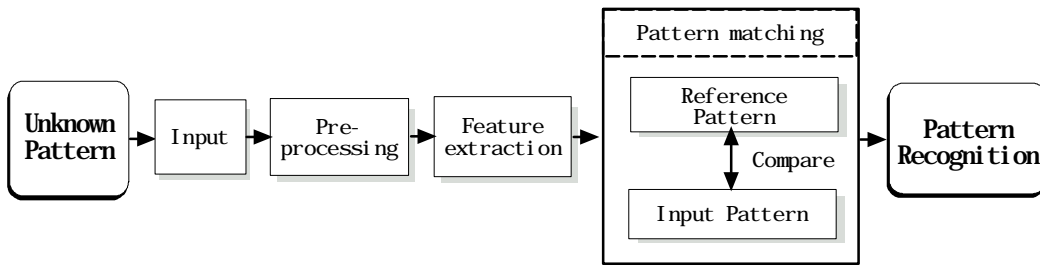 Unknown
Pattern
Input
Pre-
processing
Feature
extraction
Pattern matching
Reference
Pattern
Compare
Input Pattern
Pattern
Recognition